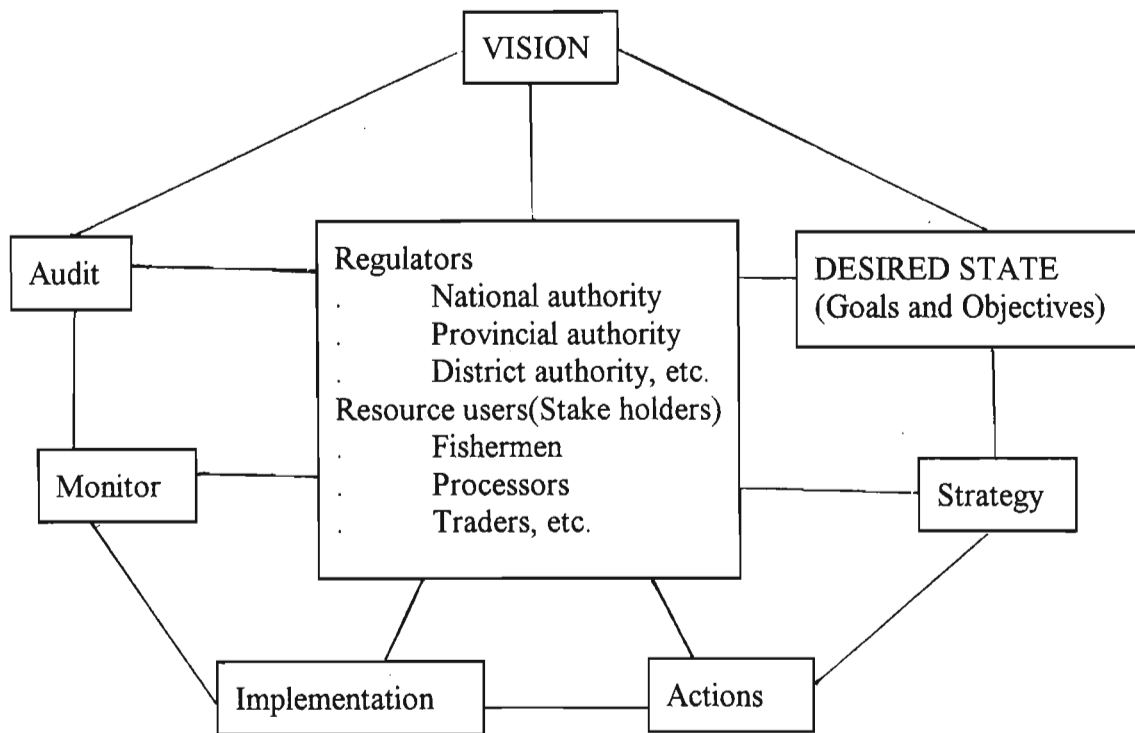 VISION
Audit
Regulators
. National authority
. Provincial authority
. District authority, etc.
Resource users(Stake holders)
. Fishermen
. Processors
. Traders, etc.
DESIRED STATE
(Goals and Objectives)
Monitor
Strategy
Implementation
Actions